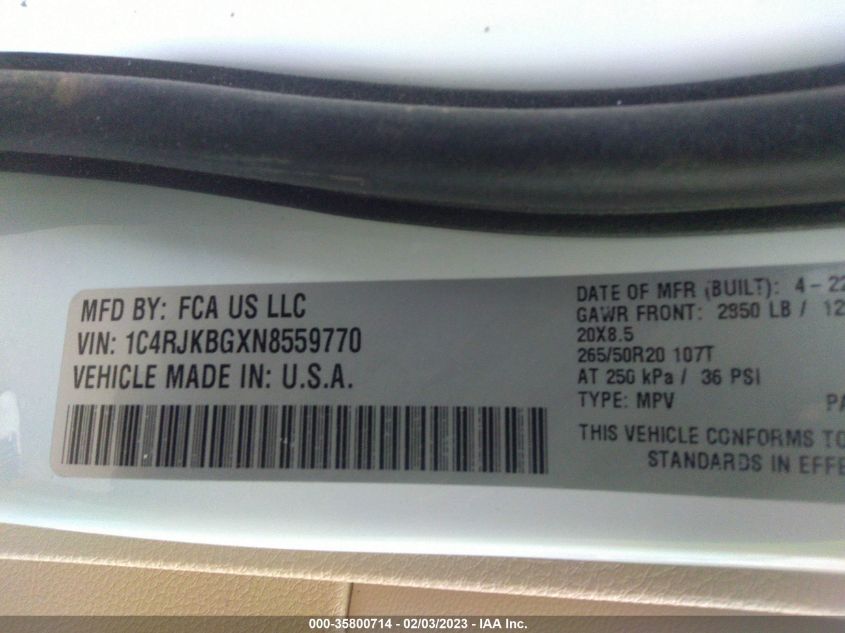 MFD BY: FCA US LLC
VIN: 1C4RJKBGXN8559770
VEHICLE MADE IN: U.S.A.
DATE OF MFR (BUILT): 4-22
GAWR FRONT: 2950 LB / 12
20X8.5
265/50R20 107T
AT 250 kPa / 36 PSI
TYPE: MPV PA
THIS VEHICLE CONFORMS TO
STANDARDS IN EFFE
000-35800714 - 02/03/2023 - IAA Inc.